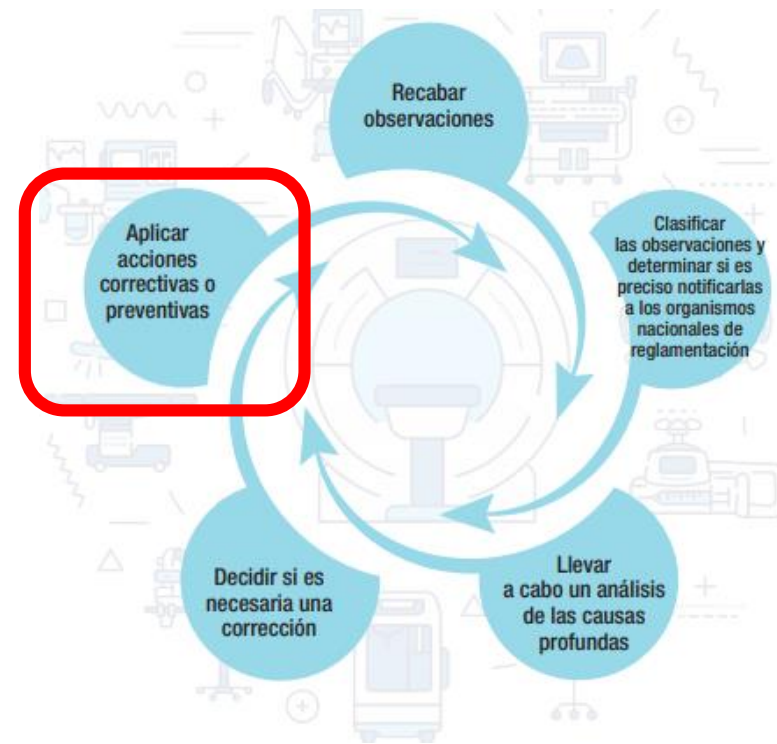 Recabar
observaciones
Clasificar
las observaciones y
determinar si es
preciso notificarlas
a los organismos
nacionales de
reglamentación
Llevar
a cabo un análisis
de las causas
profundas
Decidir si es
necesaria una
corrección
Aplicar
acciones
correctivas o
preventivas